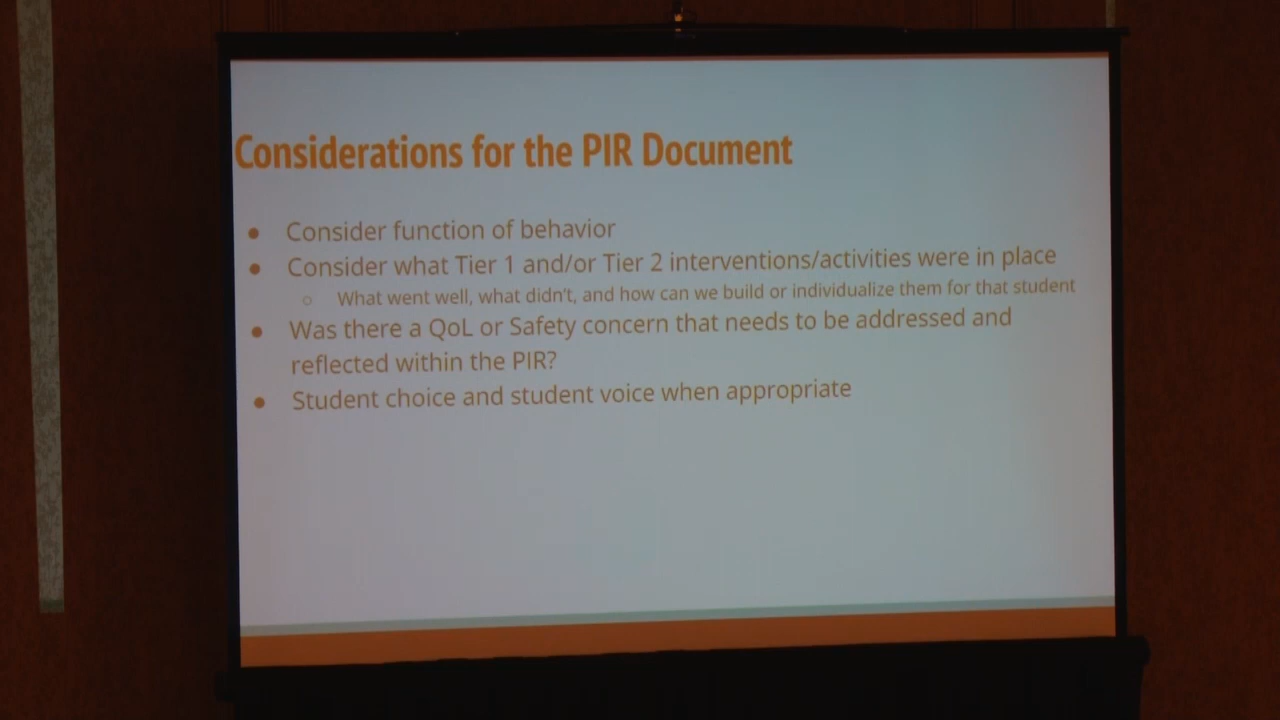 Considerations for the PIR Document
● Consider function of behavior
● Consider what Tier 1 and/or Tier 2 interventions/activities were in place
○ What went well, what didn't, and how can we build or individualize them for that student
● Was there a QoL or Safety concern that needs to be addressed and
reflected within the PIR?
● Student choice and student voice when appropriate